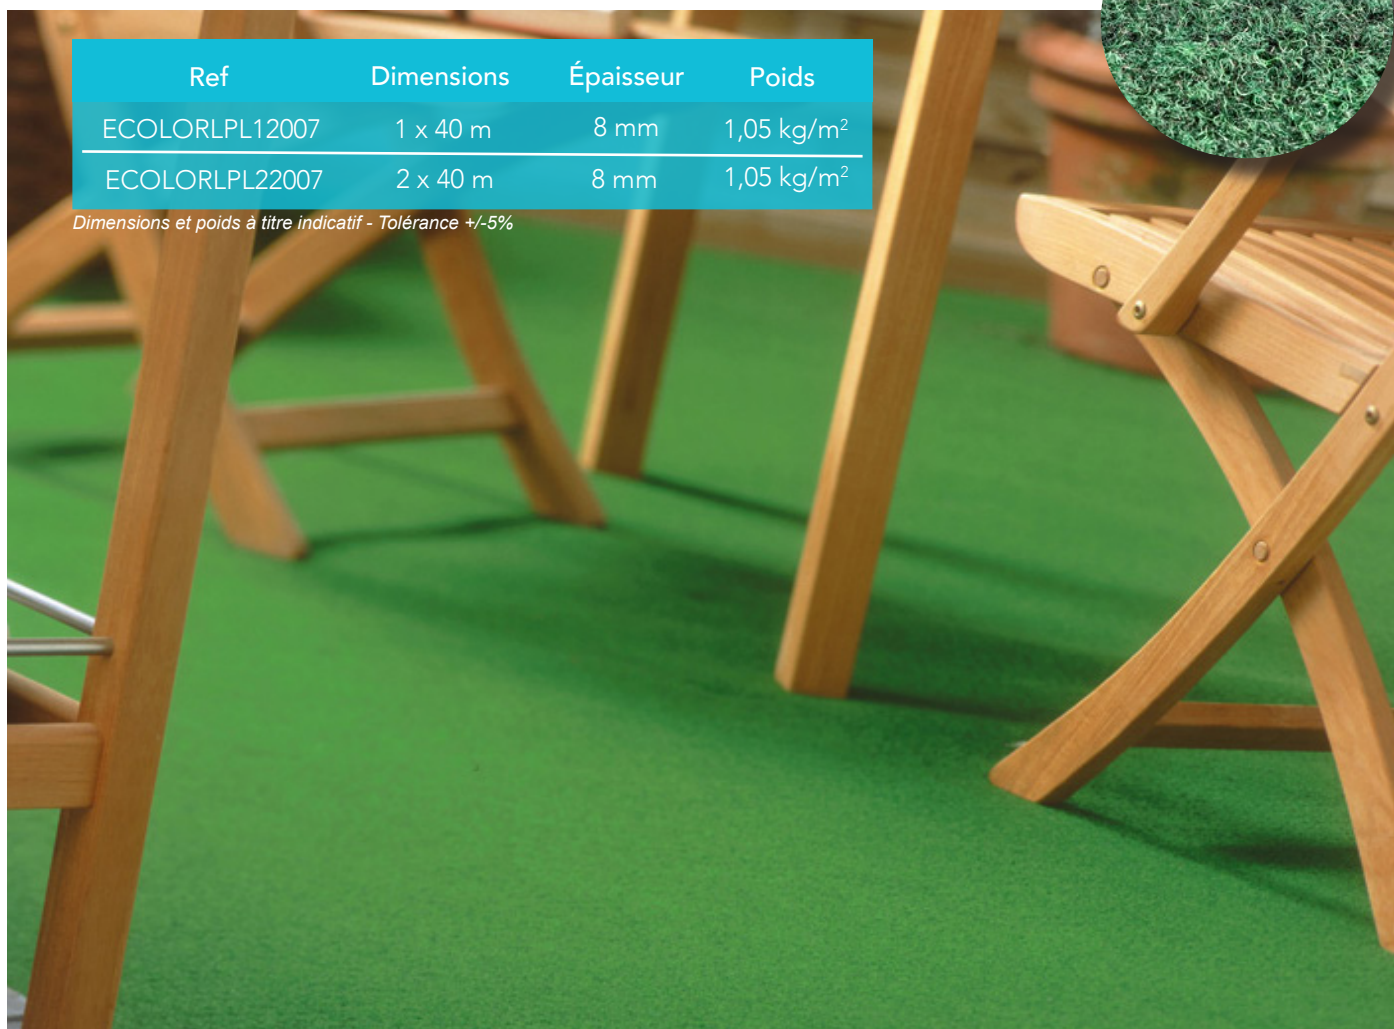 Ref Dimensions Épaisseur Poids
ECOLORLPL12007 1 x 40 m 8 mm 1,05 kg/m²
ECOLORLPL22007 2 x 40 m 8 mm 1,05 kg/m²
Dimensions et poids à titre indicatif - Tolérance +/-5%